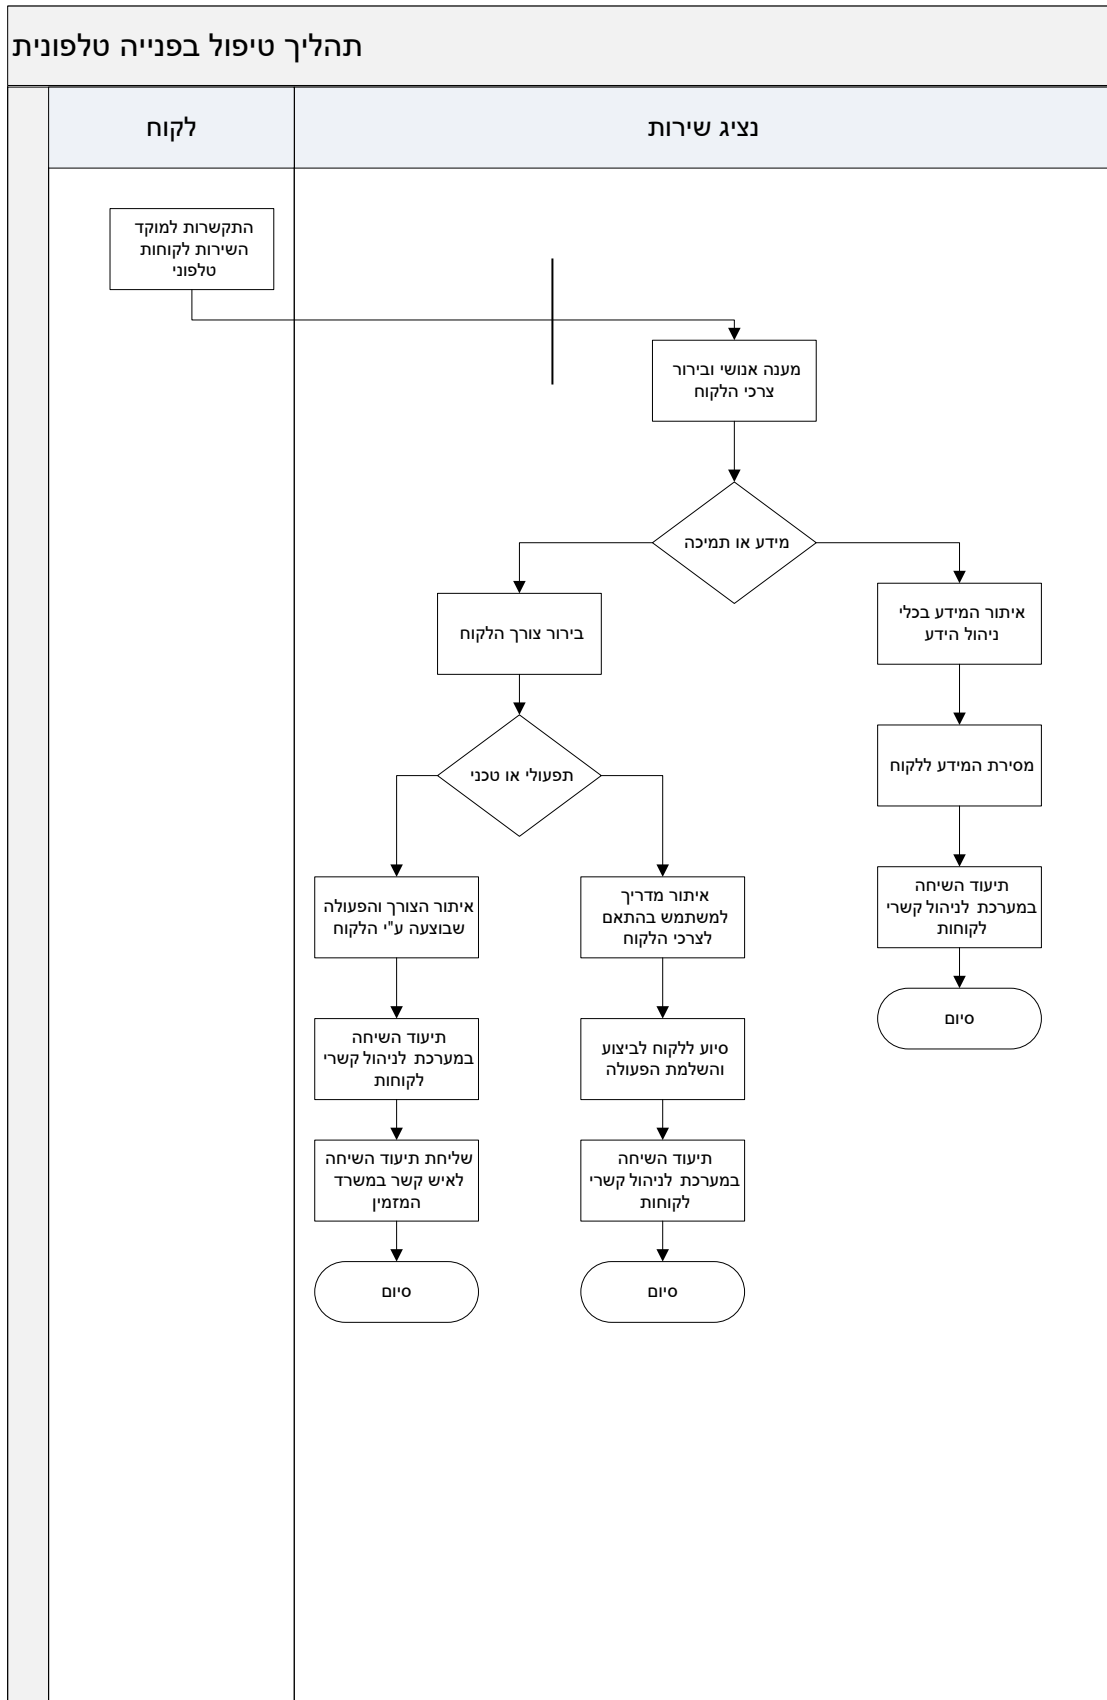 תהליך טיפול בפנייה טלפונית
לקוח
נציג שירות
התקשרות למוקד
השירות לקוחות
טלפוני
מענה אנושי ובירור
צרכי הלקוח
מידע או תמיכה
איתור המידע בכלי
ניהול הידע
מסירת המידע ללקוח
תיעוד השיחה
במערכת לניהול קשרי
לקוחות
סיום
בירור צורך הלקוח
תפעולי או טכני
איתור מדריך
למשתמש בהתאם
לצרכי הלקוח
סיוע ללקוח לביצוע
והשלמת הפעולה
תיעוד השיחה
במערכת לניהול קשרי
לקוחות
סיום
איתור הצורך והפעולה
שבוצעה ע"י הלקוח
תיעוד השיחה
במערכת לניהול קשרי
לקוחות
שליחת תיעוד השיחה
לאיש קשר במשרד
המזמין
סיום